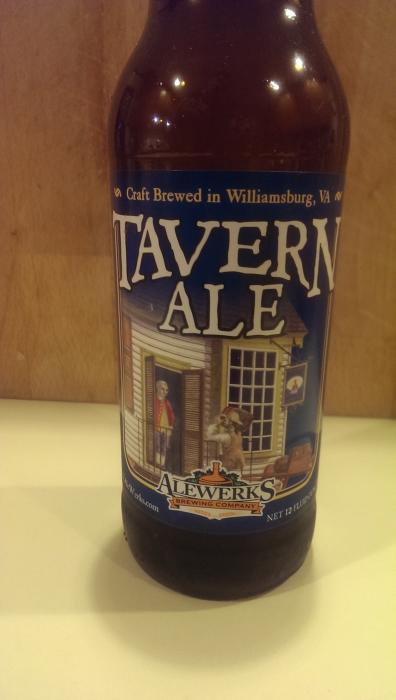 Craft Brewed in Williamsburg, VA
TAVERN
ALE
ALEWERKS
BREWING COMPANY
NET 12